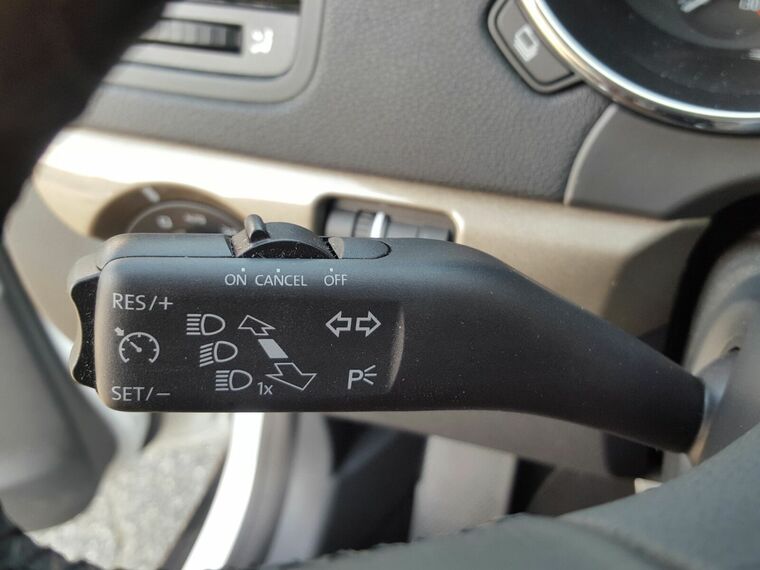 ON CANCEL OFF
RES/+
1x
P
SET/−